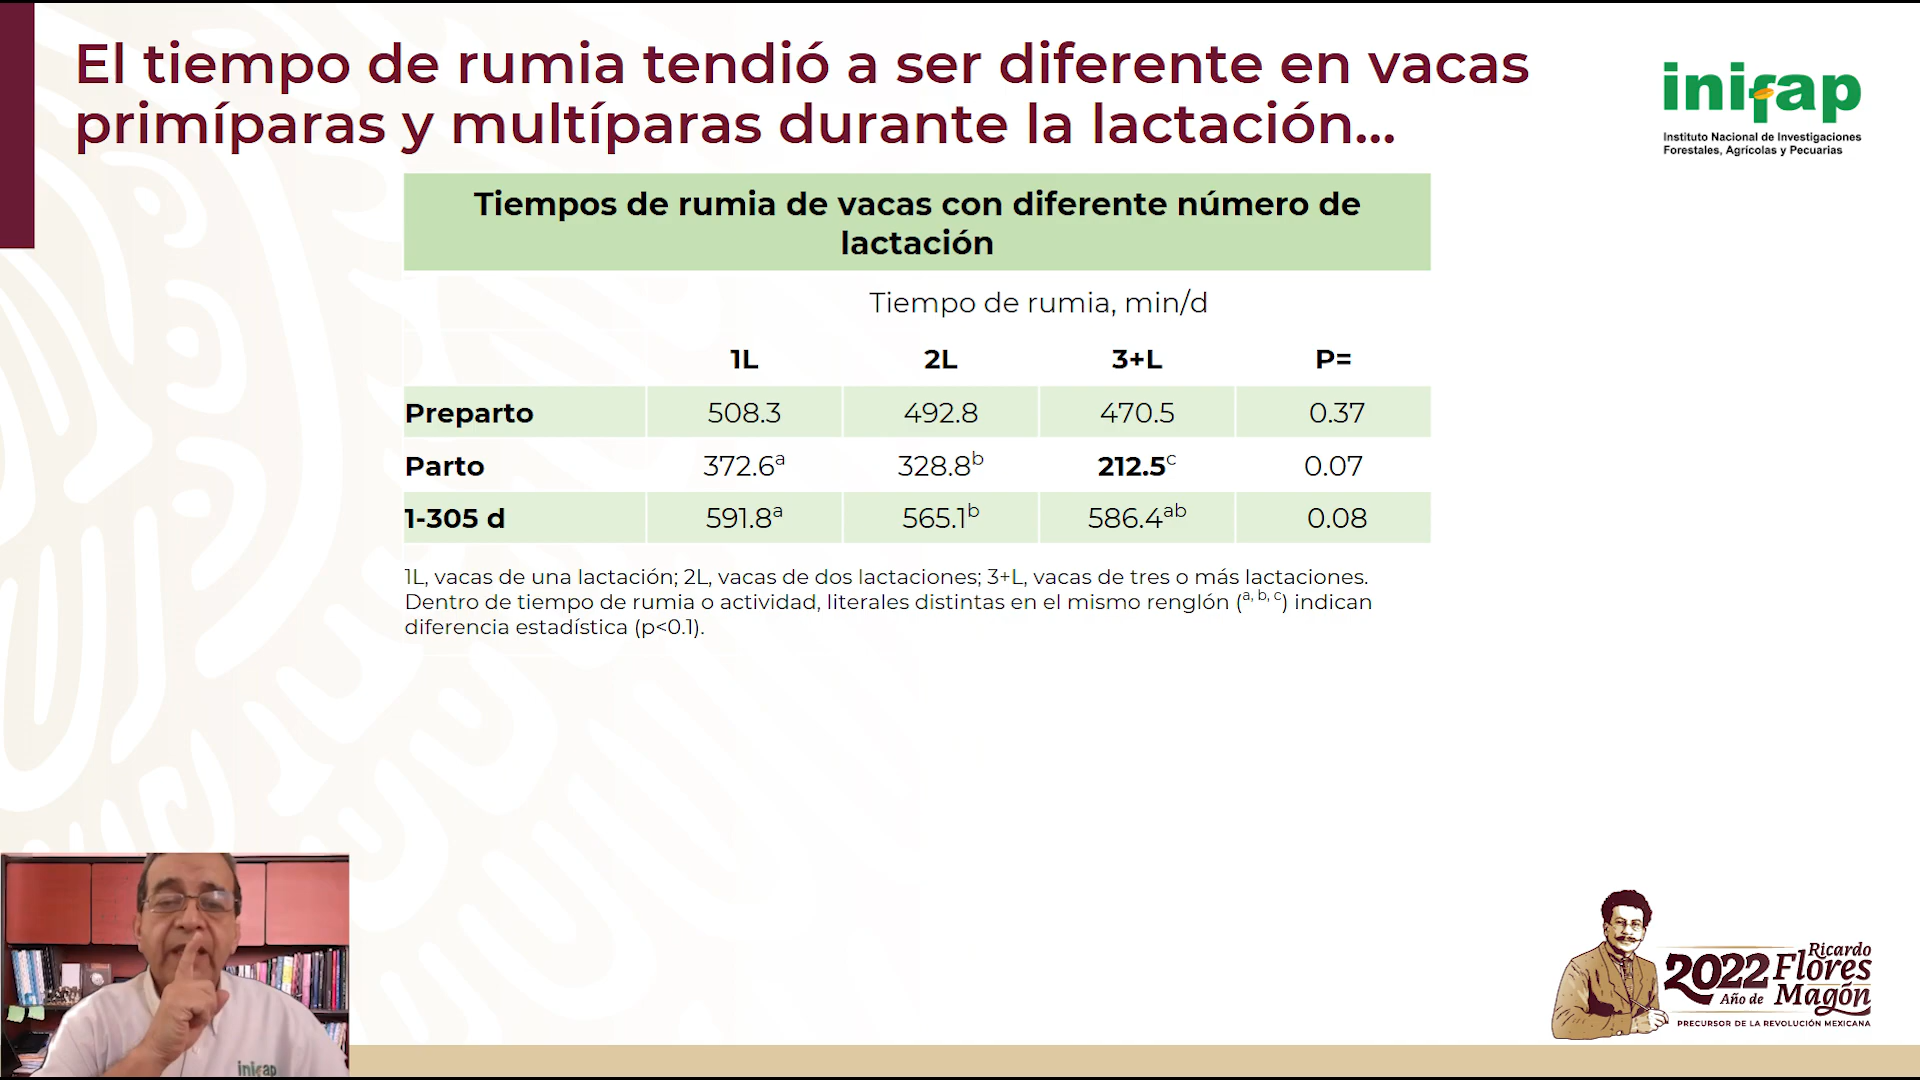 El tiempo de rumia tendió a ser diferente en vacas
primíparas y multíparas durante la lactación...
inifap
Instituto Nacional de Investigaciones
Forestales, Agrícolas y Pecuarias
Tiempos de rumia de vacas con diferente número de
lactación
Tiempo de rumia, min/d
1L 2L 3+L P=
Preparto 508.3 492.8 470.5 0.37
Parto 372.6ᵃ 328.8ᵇ 212.5ᶜ 0.07
1-305 d 591.8ᵃ 565.1ᵇ 586.4ᵃᵇ 0.08
1L, vacas de una lactación; 2L, vacas de dos lactaciones; 3+L, vacas de tres o más lactaciones.
Dentro de tiempo de rumia o actividad, literales distintas en el mismo renglón (ᵃ, ᵇ, ᶜ) indican
diferencia estadística (p<0.1).
inifap
2022 Ricardo
Flores
Año de Magón
PRECURSOR DE LA REVOLUCIÓN MEXICANA